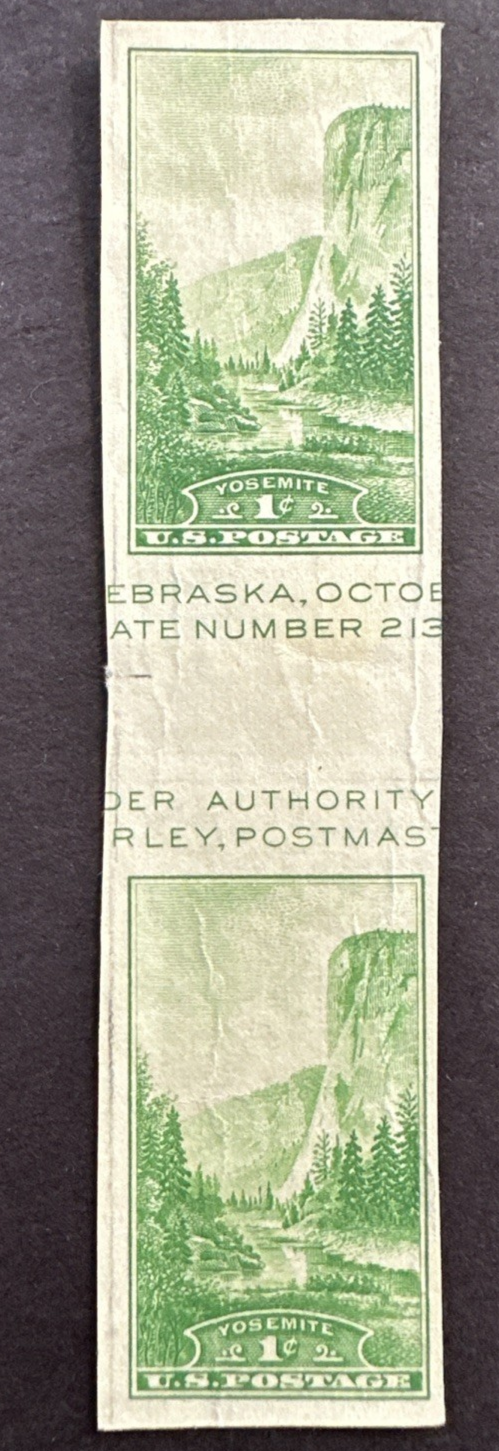 YOSEMITE
1¢
U.S.POSTAGE
EBRASKA, OCTOB
ATE NUMBER 213
DER AUTHORITY
RLEY, POSTMAST
YOSEMITE
1¢
U.S.POSTAGE